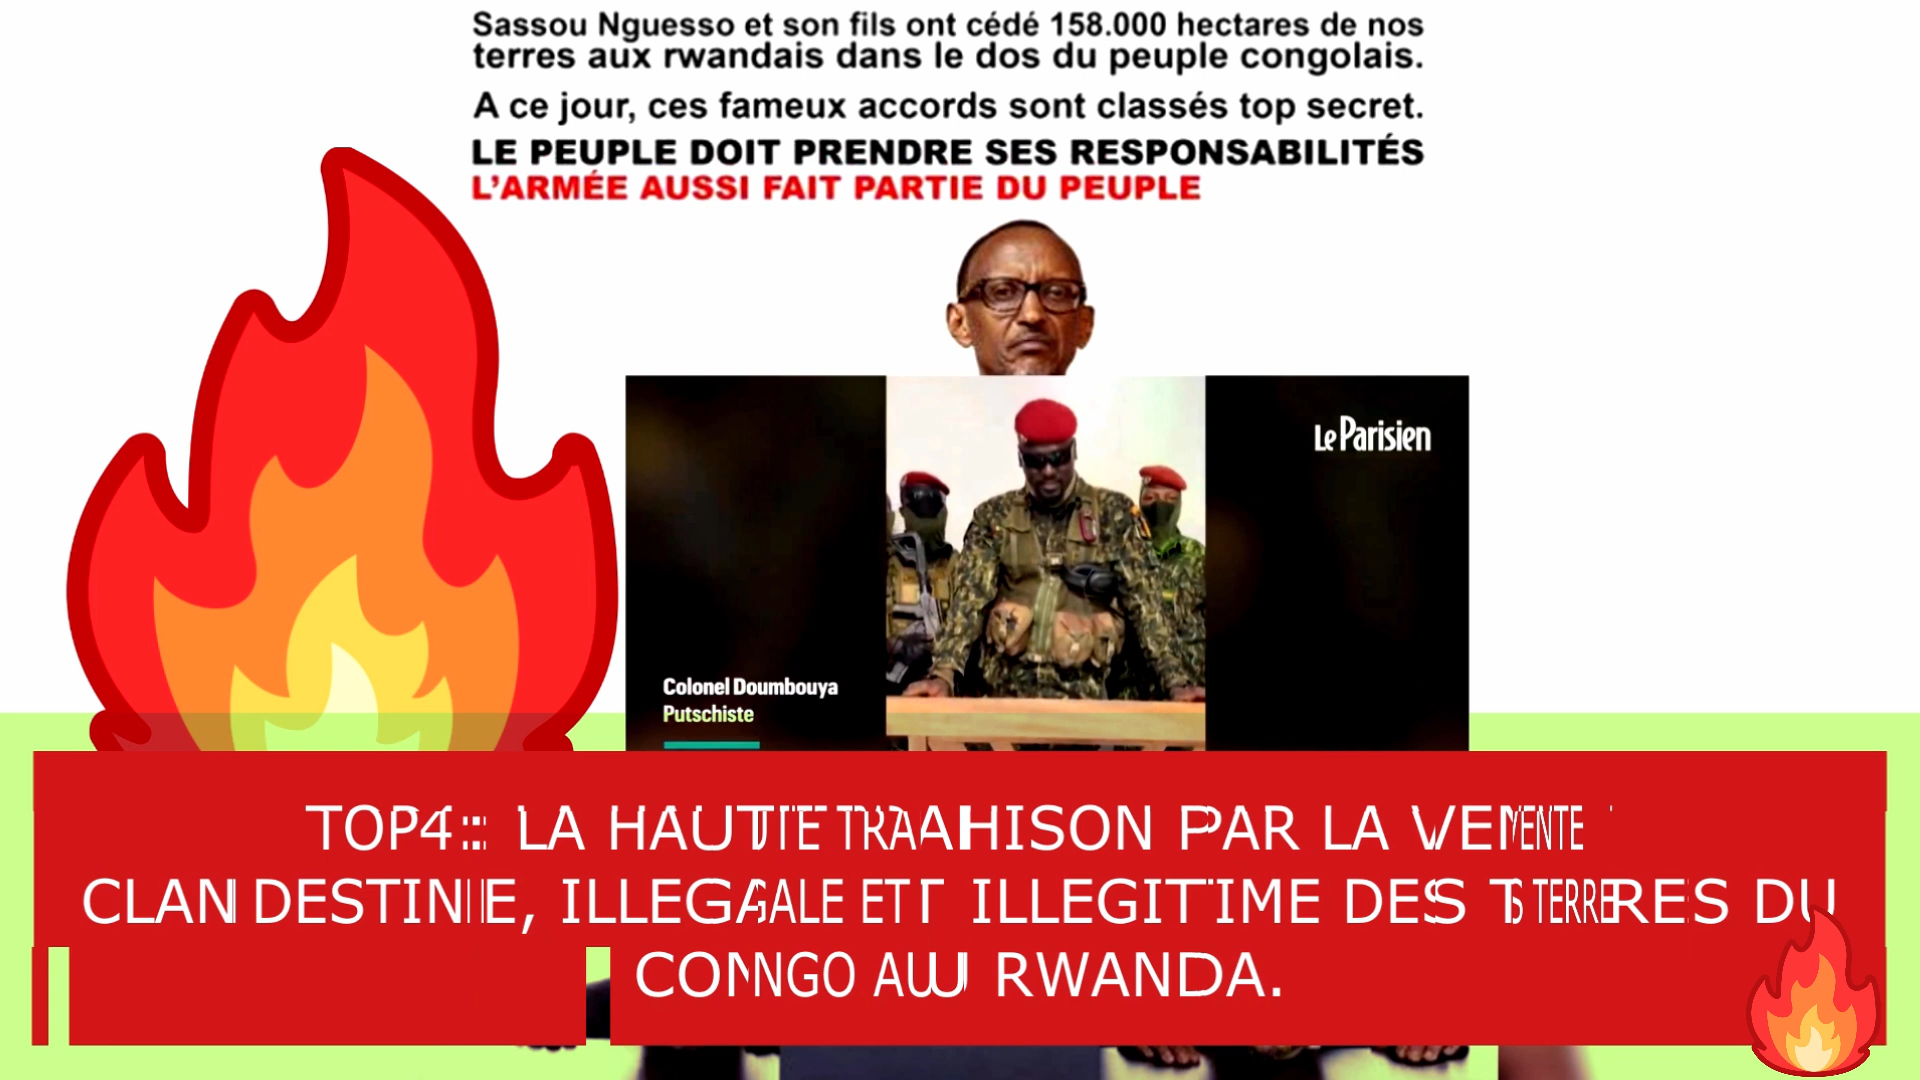 Sassou Nguesso et son fils ont cédé 158.000 hectares de nos
terres aux rwandais dans le dos du peuple congolais.
A ce jour, ces fameux accords sont classés top secret.
LE PEUPLE DOIT PRENDRE SES RESPONSABILITÉS
L'ARMÉE AUSSI FAIT PARTIE DU PEUPLE
Le Parisien
Colonel Doumbouya
Putschiste
TOP4 : LA HAUTE TRAHISON PAR LA VENTE
CLANDESTINE, ILLEGALE ET ILLEGITIME DES TERRES DU
CONGO AU RWANDA.